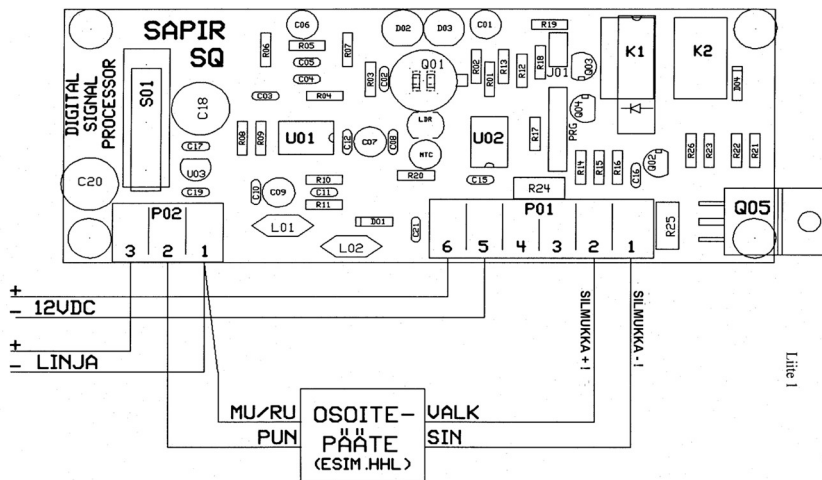 SAPIR
SQ
DIGITAL
SIGNAL
PROCESSOR
S01
C18
C20
C17
U03
C19
R06
C06
R05
C05
C04
R07
C03
R04
R08
R09
U01
C12
C07
C08
R03
C02
D02
D03
C01
Q01
LDR
NTC
R20
R02
R01
R13
R12
R18
R19
J01
Q03
Q04
PRG
R17
U02
C15
K1
K2
D04
R14
R15
R16
C16
Q02
R26
R23
R22
R21
R10
C11
R11
C10
C09
L01
L02
D01
C21
R24
R25
Q05
P02
3 2 1
P01
6 5 4 3 2 1
+
- 12VDC
+
- LINJA
SILMUKKA + !
SILMUKKA - !
Liite 1
MU/RU
PUN
OSOITE-
PÄÄTE
(ESIM.HHL)
VALK
SIN